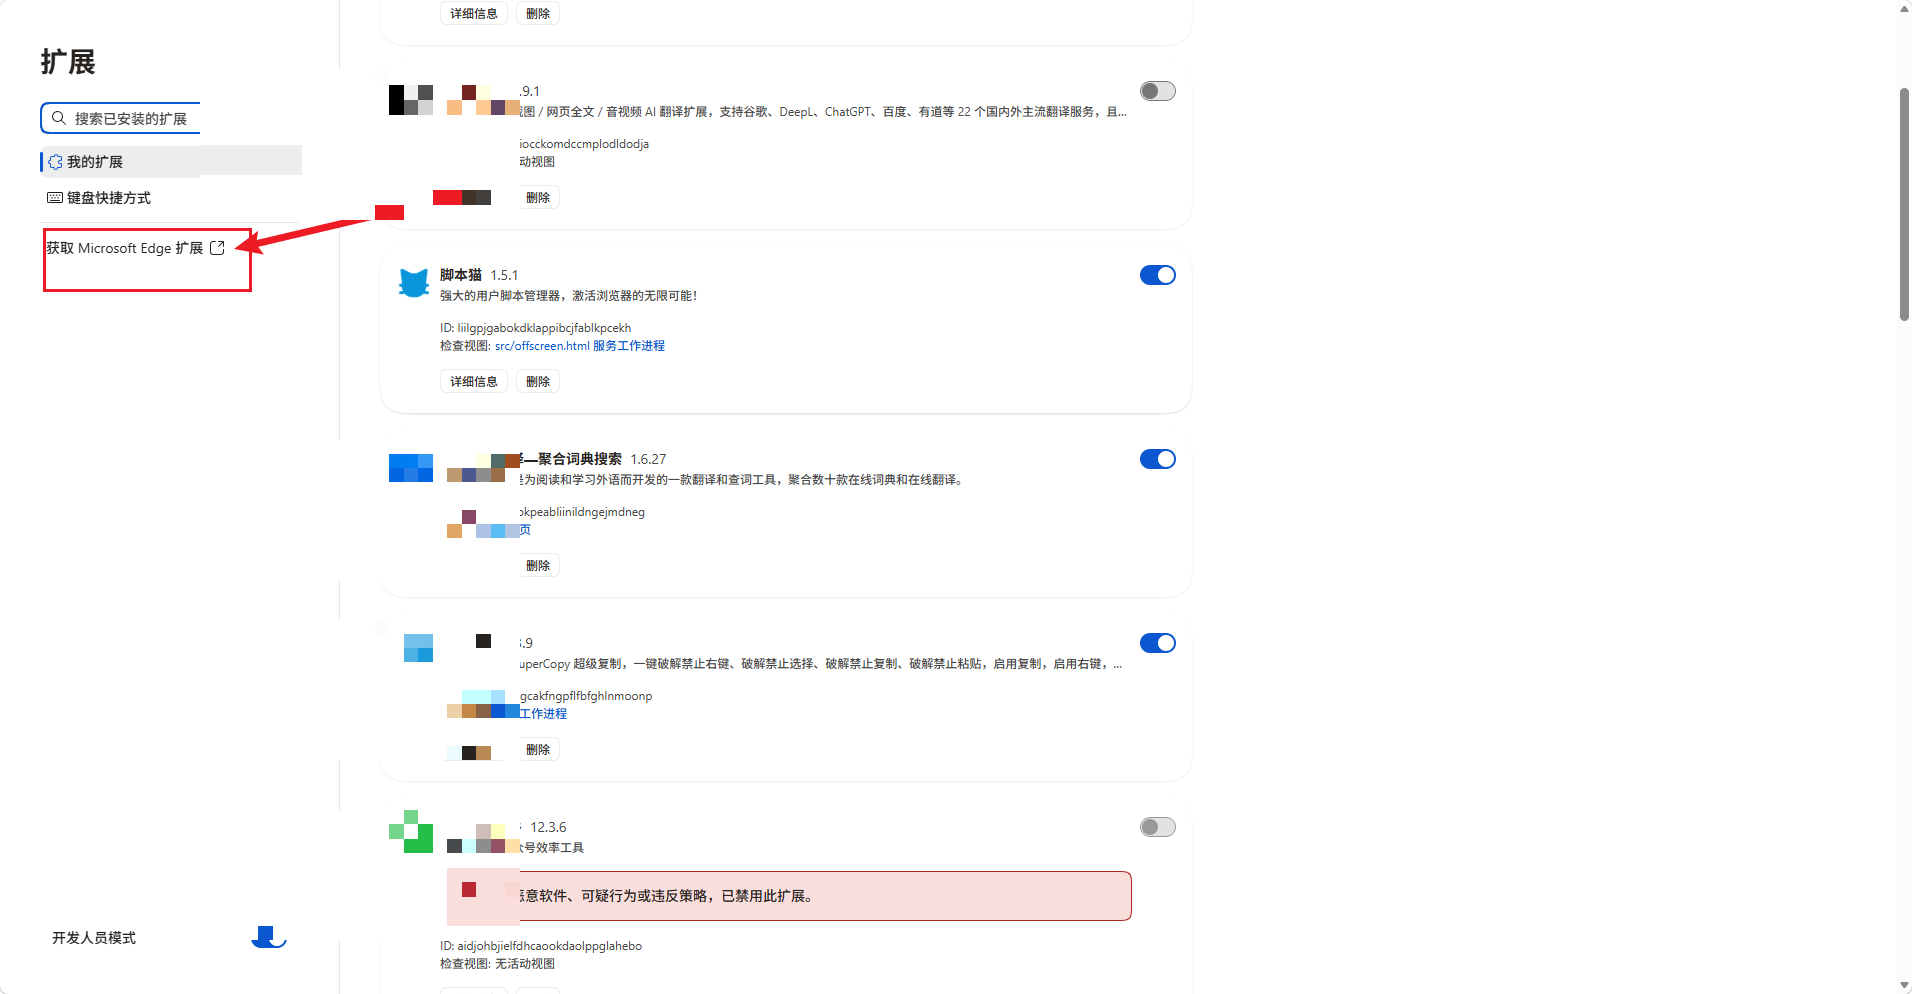 扩展
搜索已安装的扩展
我的扩展
键盘快捷方式
获取 Microsoft Edge 扩展
开发人员模式
详细信息 删除
.9.1
图 / 网页全文 / 音视频 AI 翻译扩展，支持谷歌、DeepL、ChatGPT、百度、有道等 22 个国内外主流翻译服务，且...
iocckomdccmplodldodja
动视图
删除
脚本猫 1.5.1
强大的用户脚本管理器，激活浏览器的无限可能！
ID: liilgpjgabokdklappibcjfablkpcekh
检查视图: src/offscreen.html 服务工作进程
详细信息 删除
—聚合词典搜索 1.6.27
为阅读和学习外语而开发的一款翻译和查词工具，聚合数十款在线词典和在线翻译。
okpeabliinildngejmdneg
页
删除
.9
uperCopy 超级复制，一键破解禁止右键、破解禁止选择、破解禁止复制、破解禁止粘贴，启用复制，启用右键，...
gcakfngpflfbfghlnmoonp
工作进程
删除
12.3.6
号效率工具
意软件、可疑行为或违反策略，已禁用此扩展。
ID: aidjohbjielfdhcaookdaolppglahebo
检查视图: 无活动视图